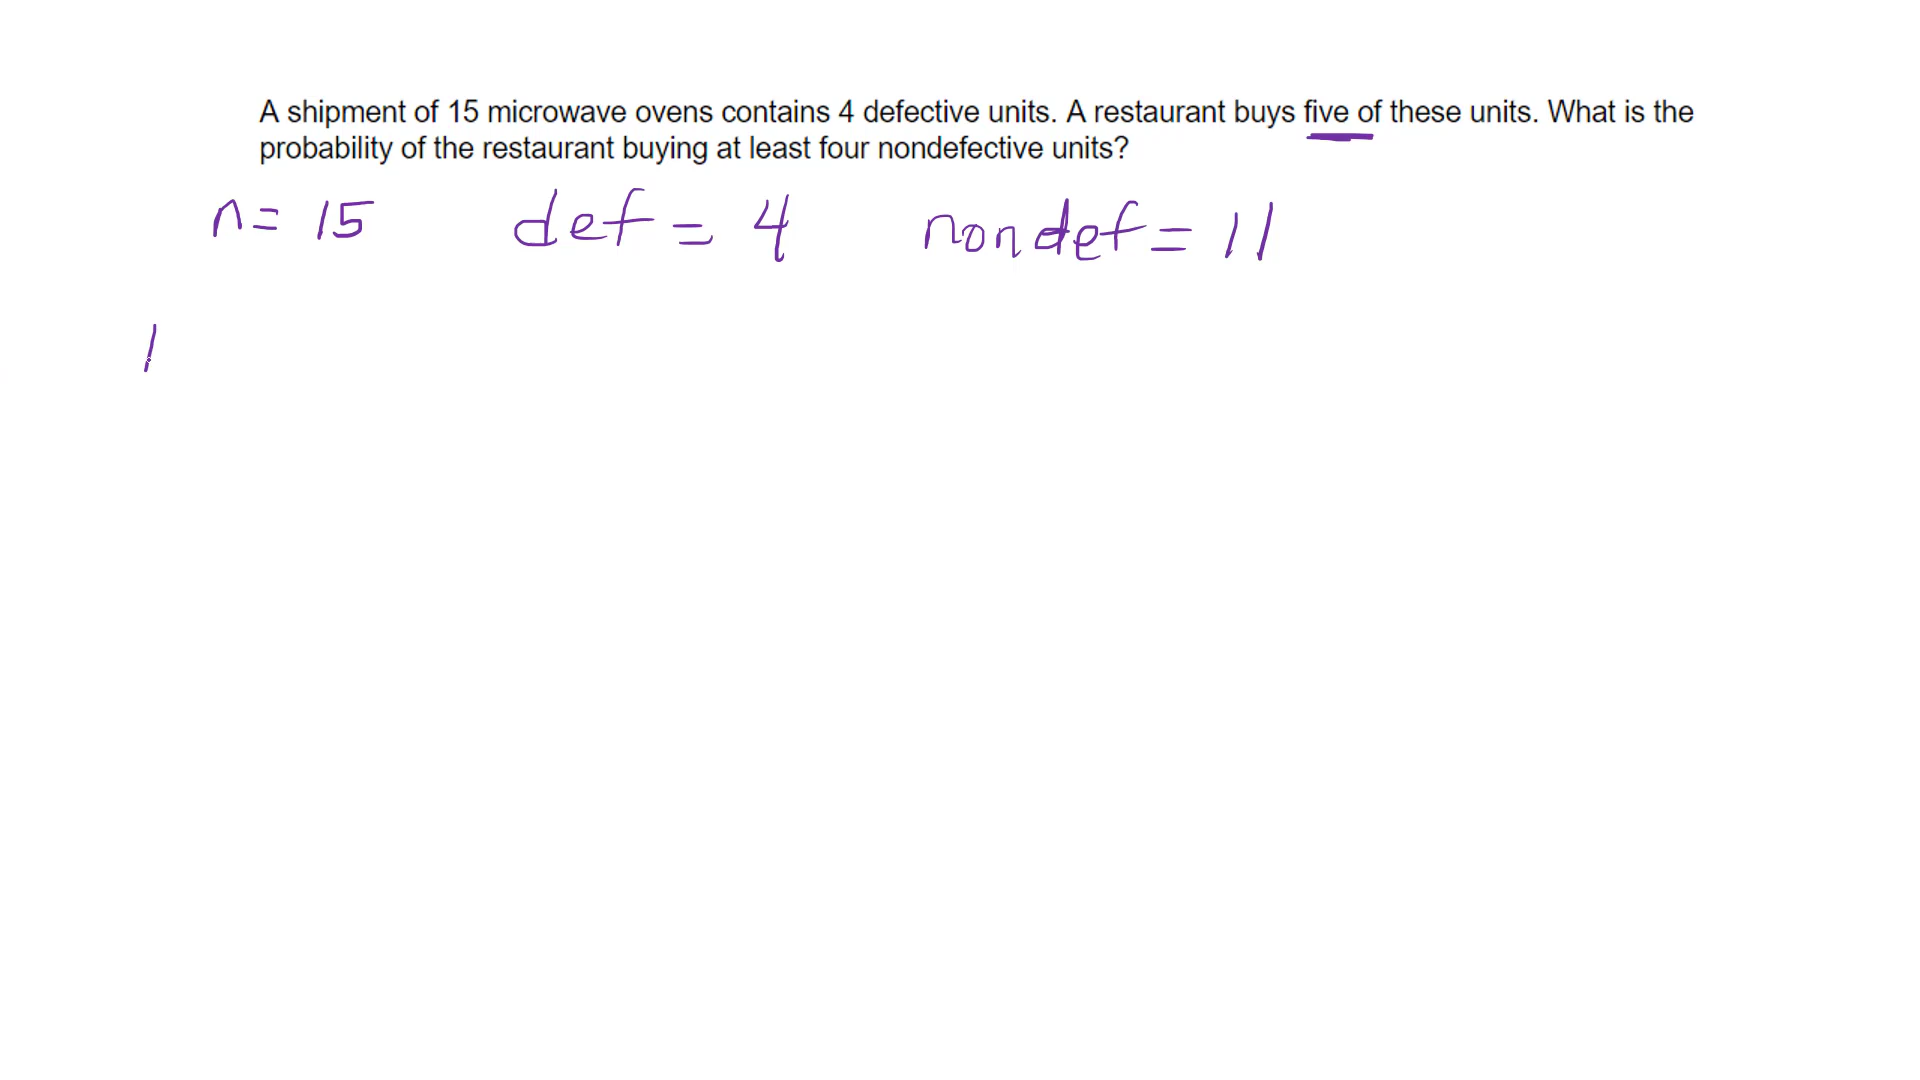 A shipment of 15 microwave ovens contains 4 defective units. A restaurant buys five of these units. What is the
probability of the restaurant buying at least four nondefective units?
n = 15 def = 4 nondef = 11